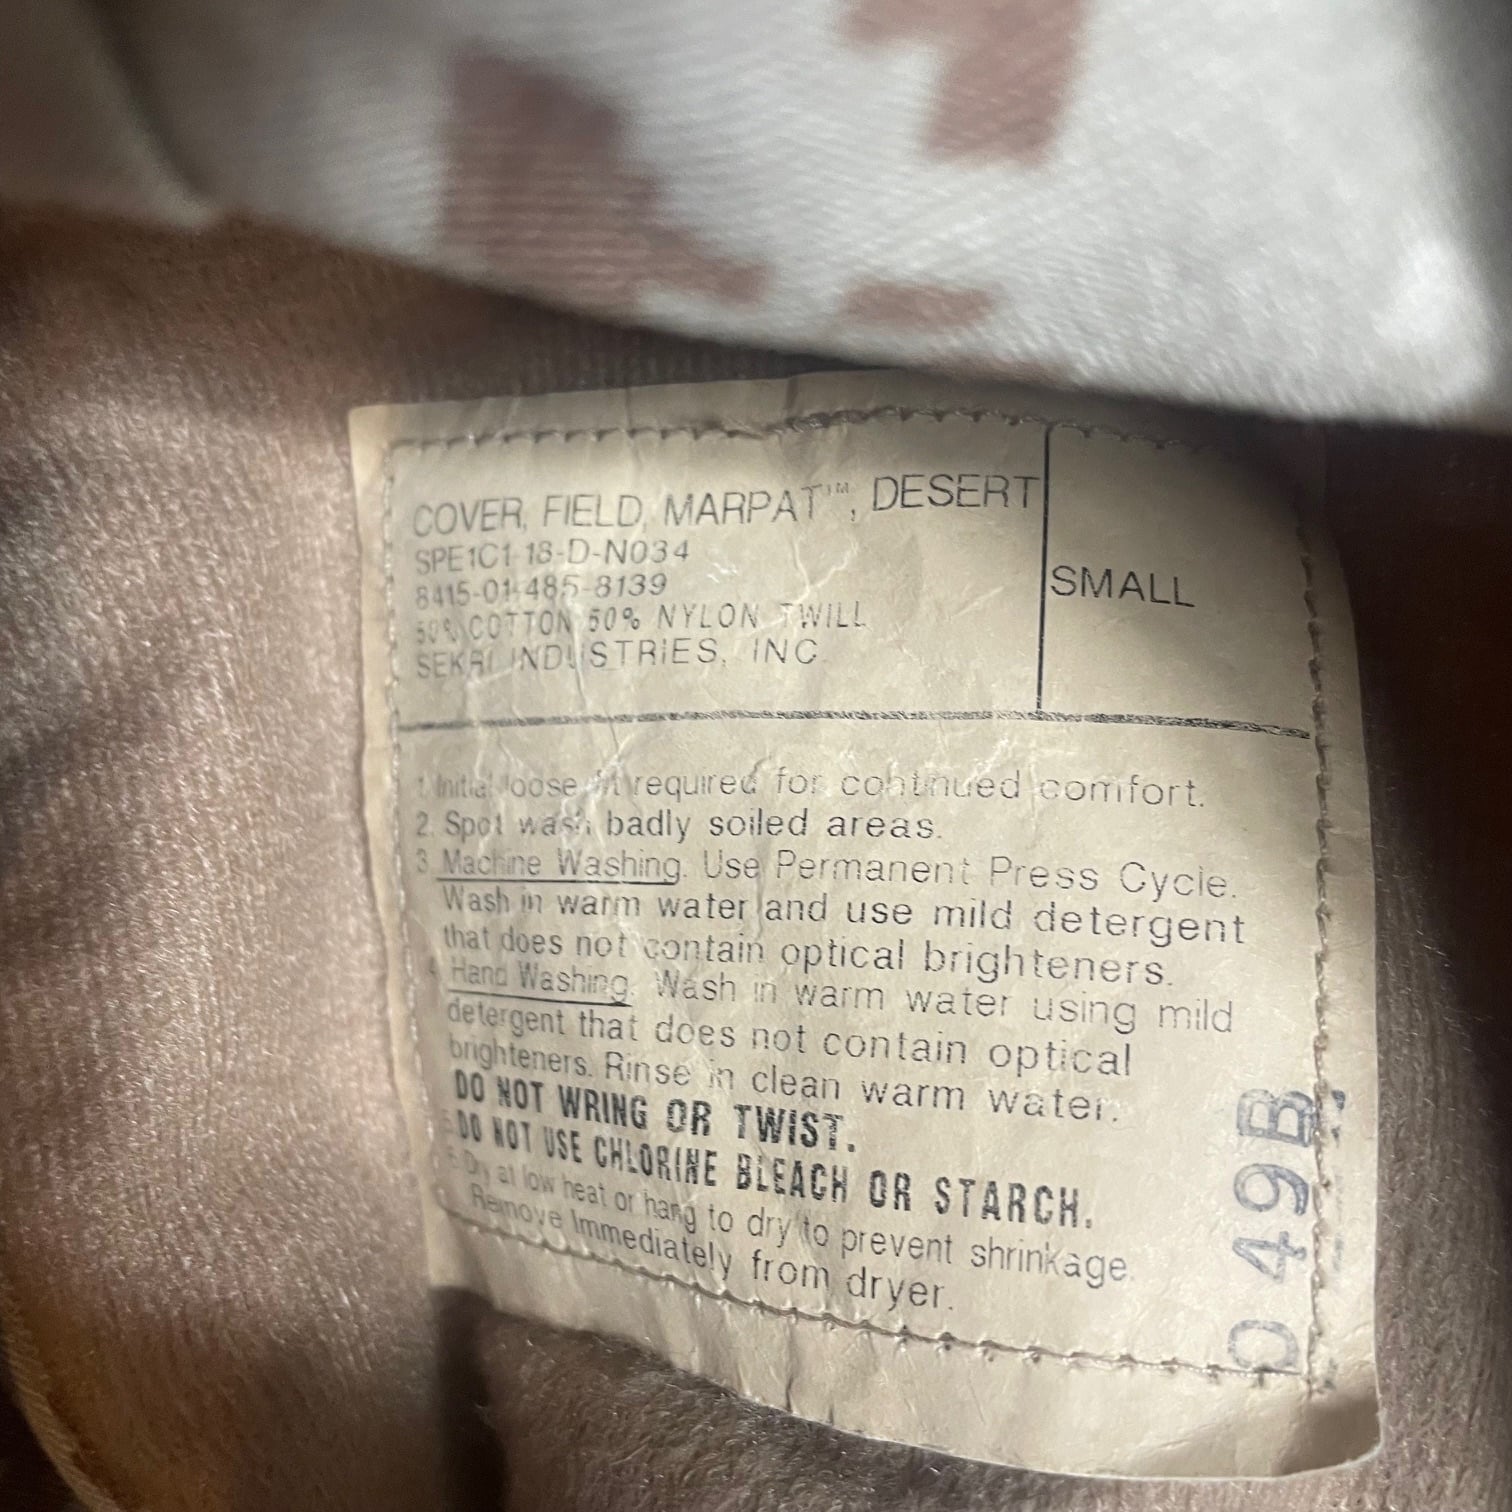 COVER, FIELD, MARPAT™, DESERT
SPE1C1-18-D-N034
8415-01-485-8139
50% COTTON 50% NYLON TWILL
SEKRI INDUSTRIES, INC.
SMALL
1. Initial loose fit required for continued comfort.
2. Spot wash badly soiled areas.
3. Machine Washing. Use Permanent Press Cycle.
Wash in warm water and use mild detergent
that does not contain optical brighteners.
4. Hand Washing. Wash in warm water using mild
detergent that does not contain optical
brighteners. Rinse in clean warm water.
DO NOT WRING OR TWIST.
5. DO NOT USE CHLORINE BLEACH OR STARCH.
6. Dry at low heat or hang to dry to prevent shrinkage.
Remove Immediately from dryer.
0 49B